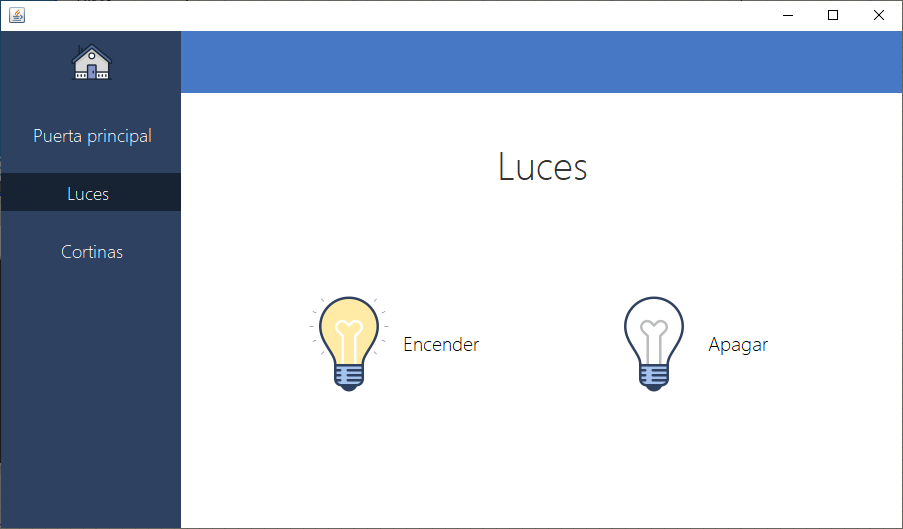 Puerta principal
Luces
Cortinas
Luces
Encender
Apagar